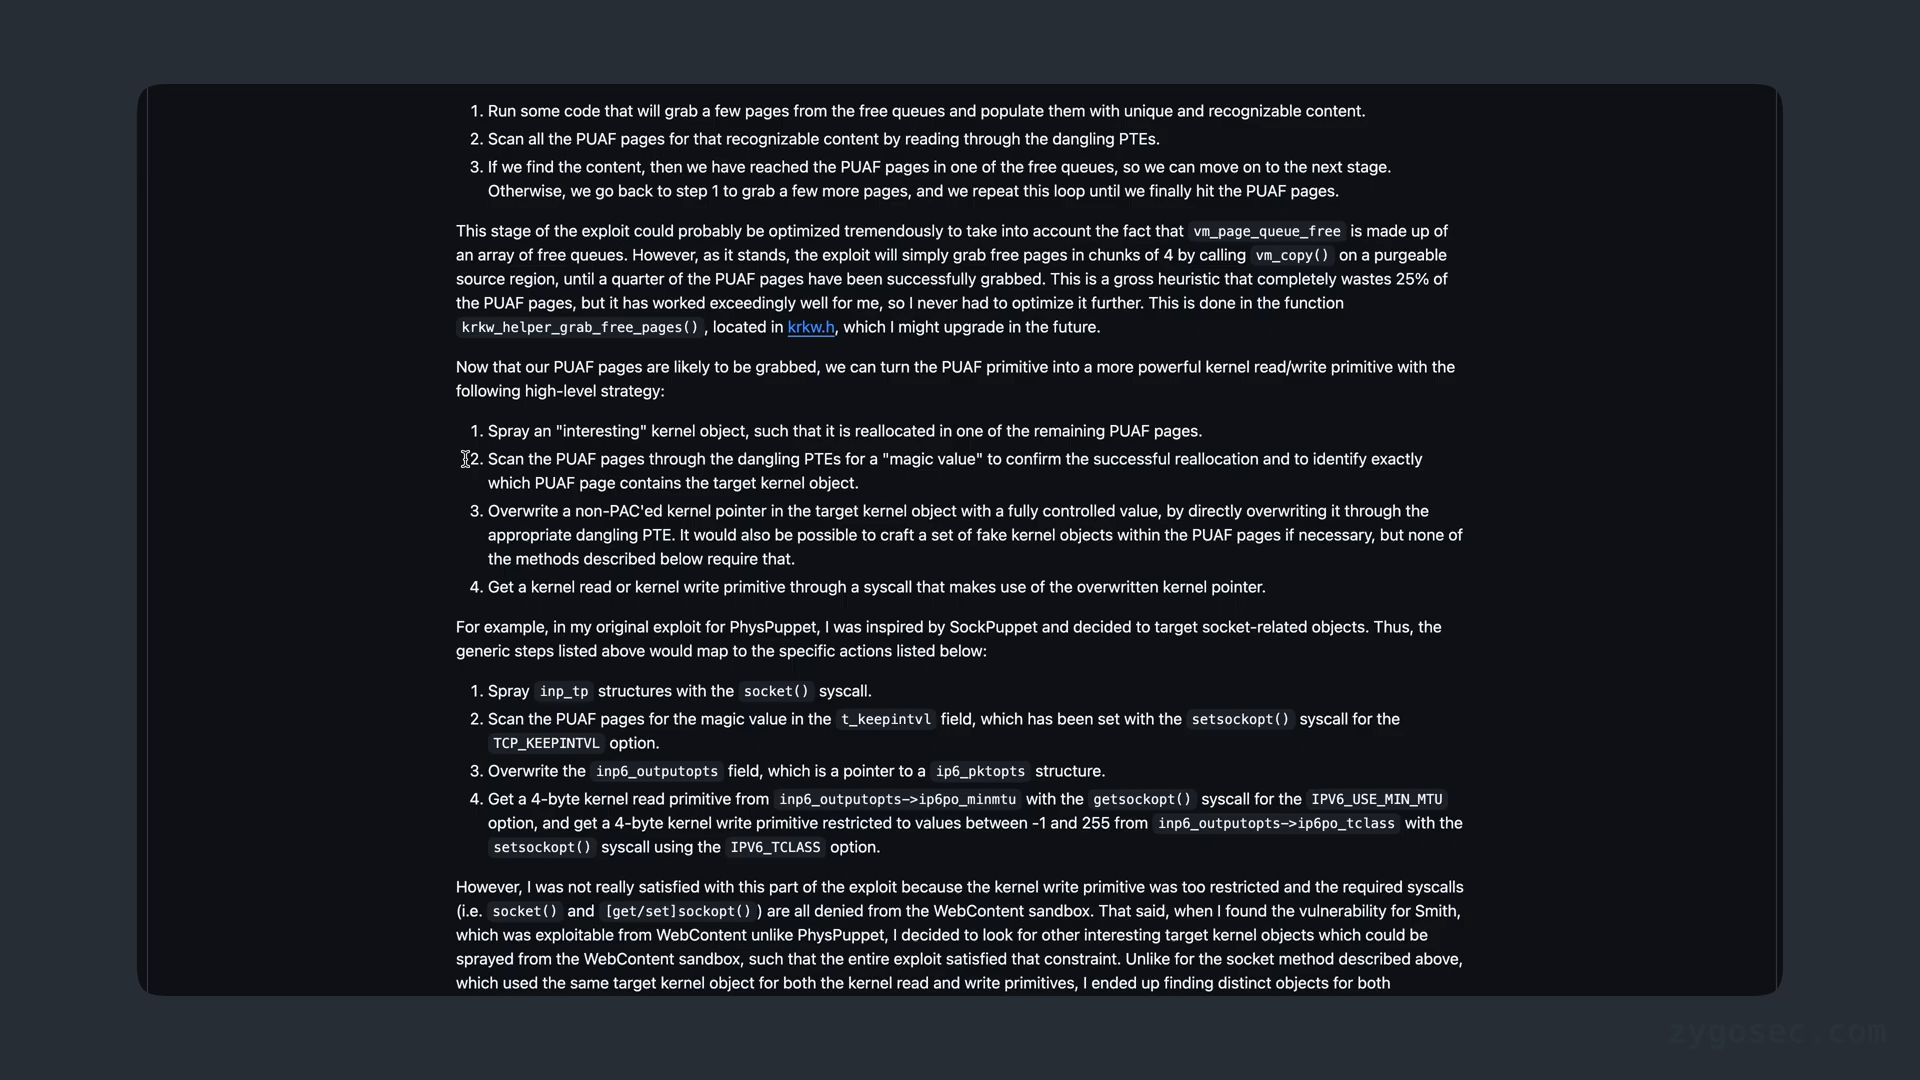 1. Run some code that will grab a few pages from the free queues and populate them with unique and recognizable content.
2. Scan all the PUAF pages for that recognizable content by reading through the dangling PTEs.
3. If we find the content, then we have reached the PUAF pages in one of the free queues, so we can move on to the next stage.
Otherwise, we go back to step 1 to grab a few more pages, and we repeat this loop until we finally hit the PUAF pages.
This stage of the exploit could probably be optimized tremendously to take into account the fact that vm_page_queue_free is made up of
an array of free queues. However, as it stands, the exploit will simply grab free pages in chunks of 4 by calling vm_copy() on a purgeable
source region, until a quarter of the PUAF pages have been successfully grabbed. This is a gross heuristic that completely wastes 25% of
the PUAF pages, but it has worked exceedingly well for me, so I never had to optimize it further. This is done in the function
krkw_helper_grab_free_pages(), located in krkw.h, which I might upgrade in the future.
Now that our PUAF pages are likely to be grabbed, we can turn the PUAF primitive into a more powerful kernel read/write primitive with the
following high-level strategy:
1. Spray an "interesting" kernel object, such that it is reallocated in one of the remaining PUAF pages.
2. Scan the PUAF pages through the dangling PTEs for a "magic value" to confirm the successful reallocation and to identify exactly
which PUAF page contains the target kernel object.
3. Overwrite a non-PAC'ed kernel pointer in the target kernel object with a fully controlled value, by directly overwriting it through the
appropriate dangling PTE. It would also be possible to craft a set of fake kernel objects within the PUAF pages if necessary, but none of
the methods described below require that.
4. Get a kernel read or kernel write primitive through a syscall that makes use of the overwritten kernel pointer.
For example, in my original exploit for PhysPuppet, I was inspired by SockPuppet and decided to target socket-related objects. Thus, the
generic steps listed above would map to the specific actions listed below:
1. Spray inp_tp structures with the socket() syscall.
2. Scan the PUAF pages for the magic value in the t_keepintvl field, which has been set with the setsockopt() syscall for the
TCP_KEEPINTVL option.
3. Overwrite the inp6_outputopts field, which is a pointer to a ip6_pktopts structure.
4. Get a 4-byte kernel read primitive from inp6_outputopts->ip6po_minmtu with the getsockopt() syscall for the IPV6_USE_MIN_MTU
option, and get a 4-byte kernel write primitive restricted to values between -1 and 255 from inp6_outputopts->ip6po_tclass with the
setsockopt() syscall using the IPV6_TCLASS option.
However, I was not really satisfied with this part of the exploit because the kernel write primitive was too restricted and the required syscalls
(i.e. socket() and [get/set]sockopt()) are all denied from the WebContent sandbox. That said, when I found the vulnerability for Smith,
which was exploitable from WebContent unlike PhysPuppet, I decided to look for other interesting target kernel objects which could be
sprayed from the WebContent sandbox, such that the entire exploit satisfied that constraint. Unlike for the socket method described above,
which used the same target kernel object for both the kernel read and write primitives, I ended up finding distinct objects for both
zygosec.com